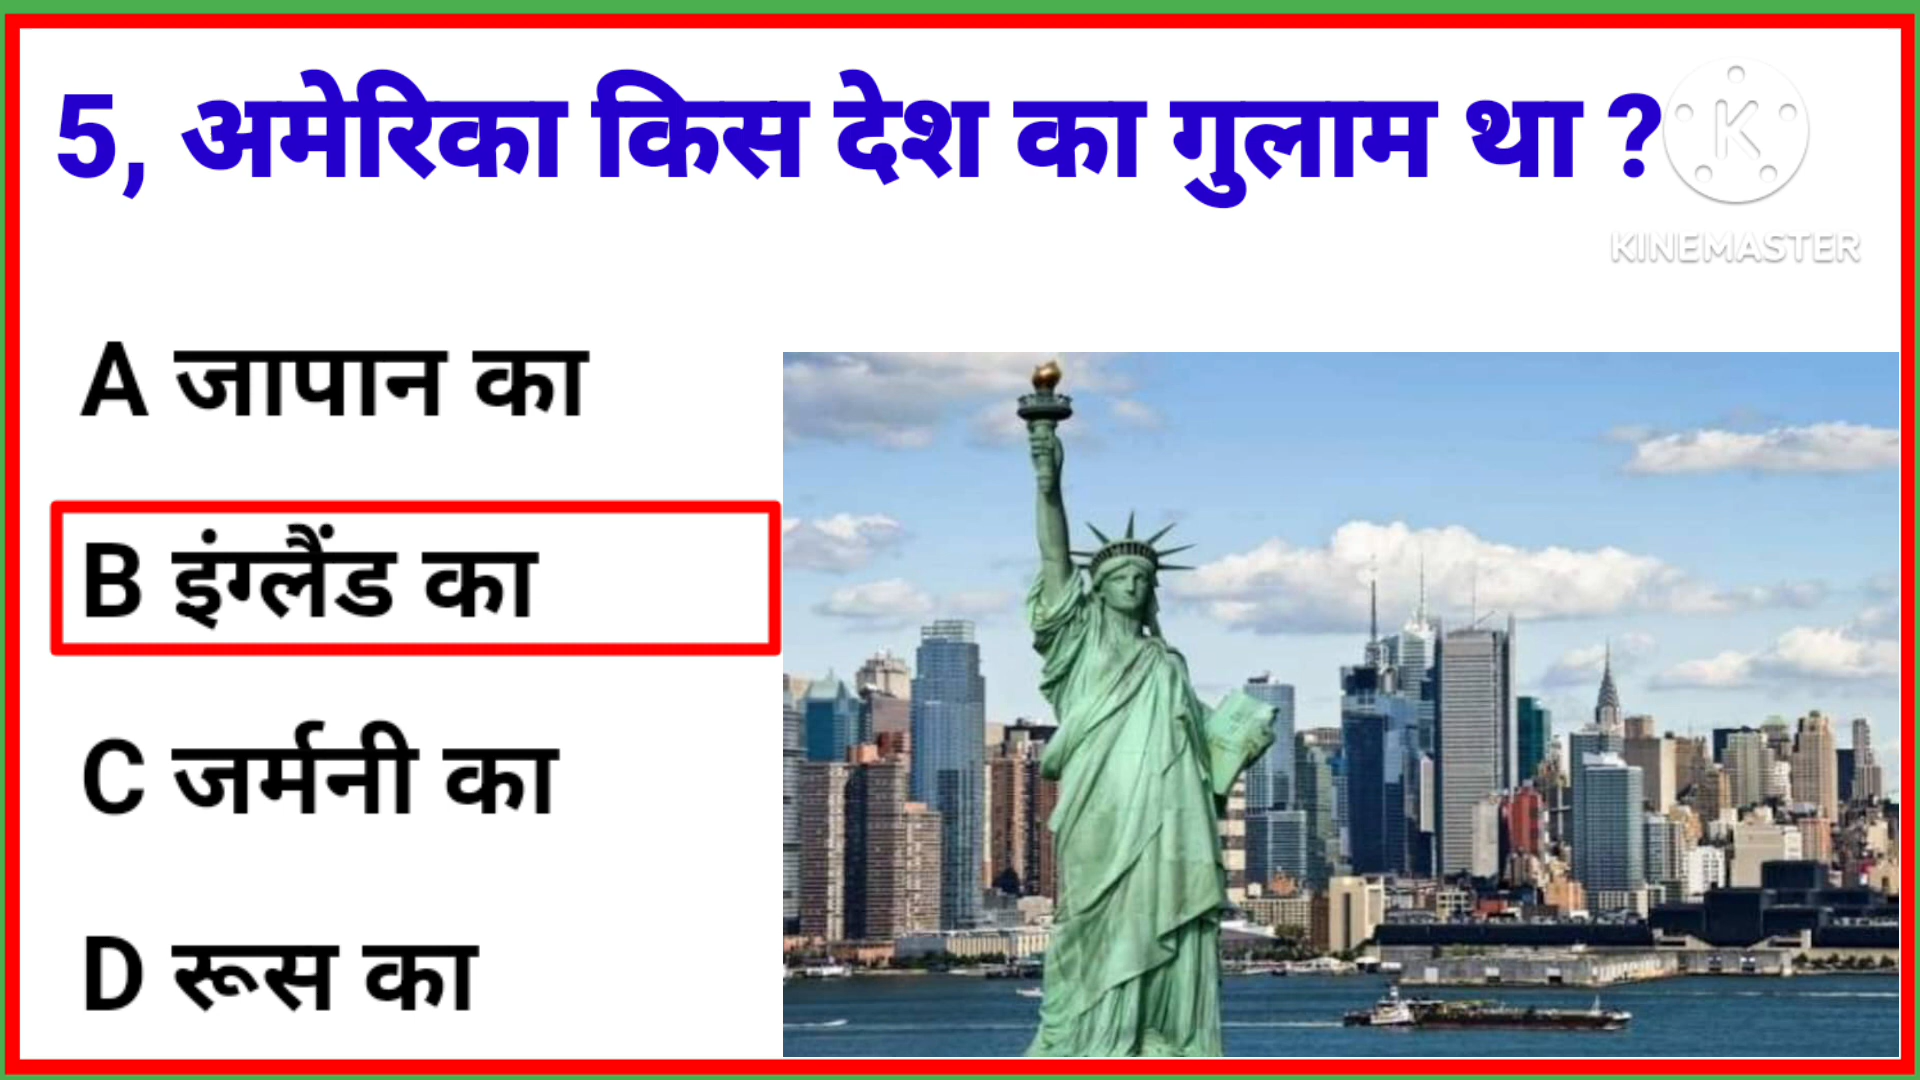 5, अमेरिका किस देश का गुलाम था ?
K
KINEMASTER
A जापान का
B इंग्लैंड का
C जर्मनी का
D रूस का